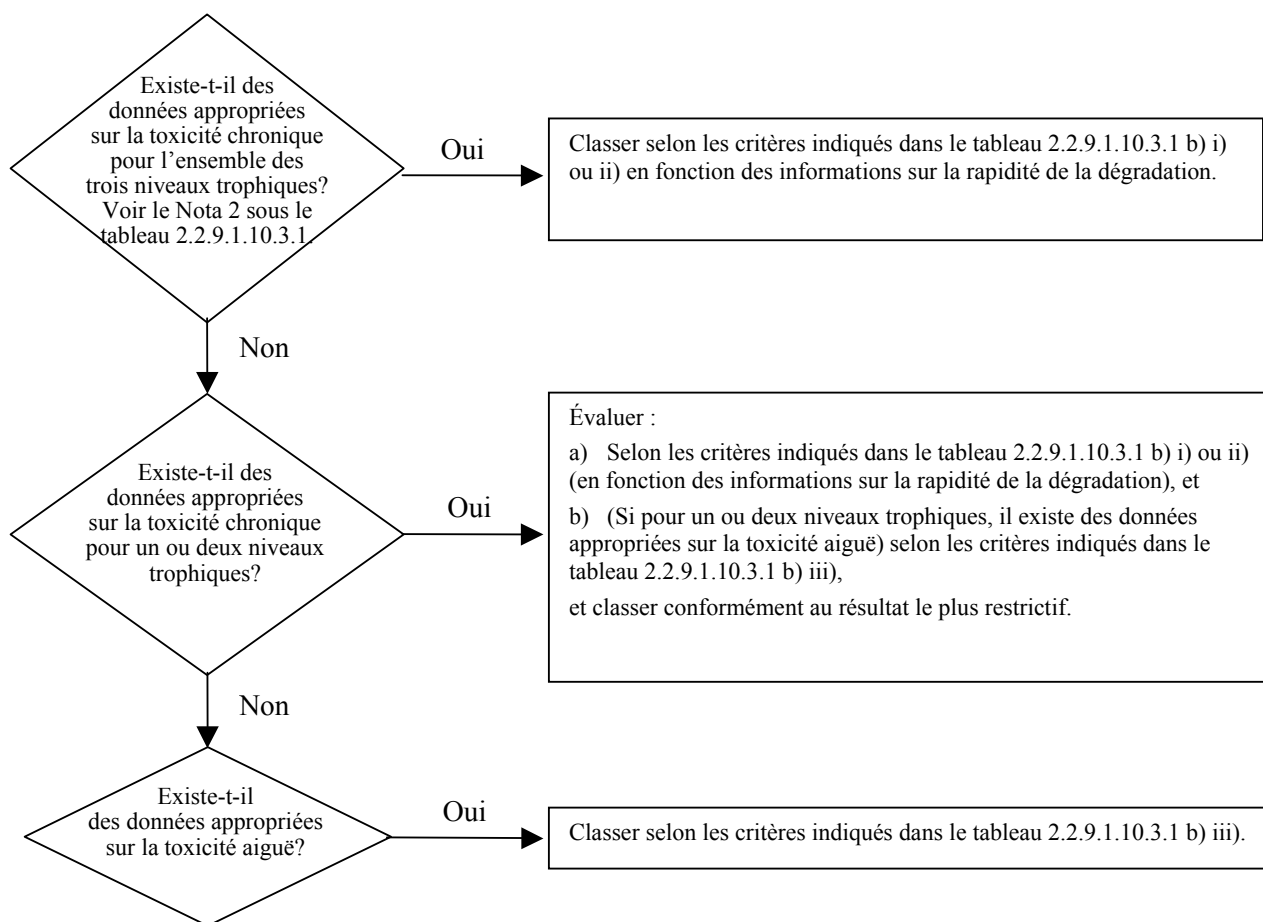 Existe-t-il des
données appropriées
sur la toxicité chronique
pour l'ensemble des
trois niveaux trophiques?
Voir le Nota 2 sous le
tableau 2.2.9.1.10.3.1.
Oui
Classer selon les critères indiqués dans le tableau 2.2.9.1.10.3.1 b) i)
ou ii) en fonction des informations sur la rapidité de la dégradation.
Non
Existe-t-il des
données appropriées
sur la toxicité chronique
pour un ou deux niveaux
trophiques?
Oui
Évaluer :
a) Selon les critères indiqués dans le tableau 2.2.9.1.10.3.1 b) i) ou ii)
(en fonction des informations sur la rapidité de la dégradation), et
b) (Si pour un ou deux niveaux trophiques, il existe des données
appropriées sur la toxicité aiguë) selon les critères indiqués dans le
tableau 2.2.9.1.10.3.1 b) iii),
et classer conformément au résultat le plus restrictif.
Non
Existe-t-il
des données appropriées
sur la toxicité aiguë?
Oui
Classer selon les critères indiqués dans le tableau 2.2.9.1.10.3.1 b) iii).